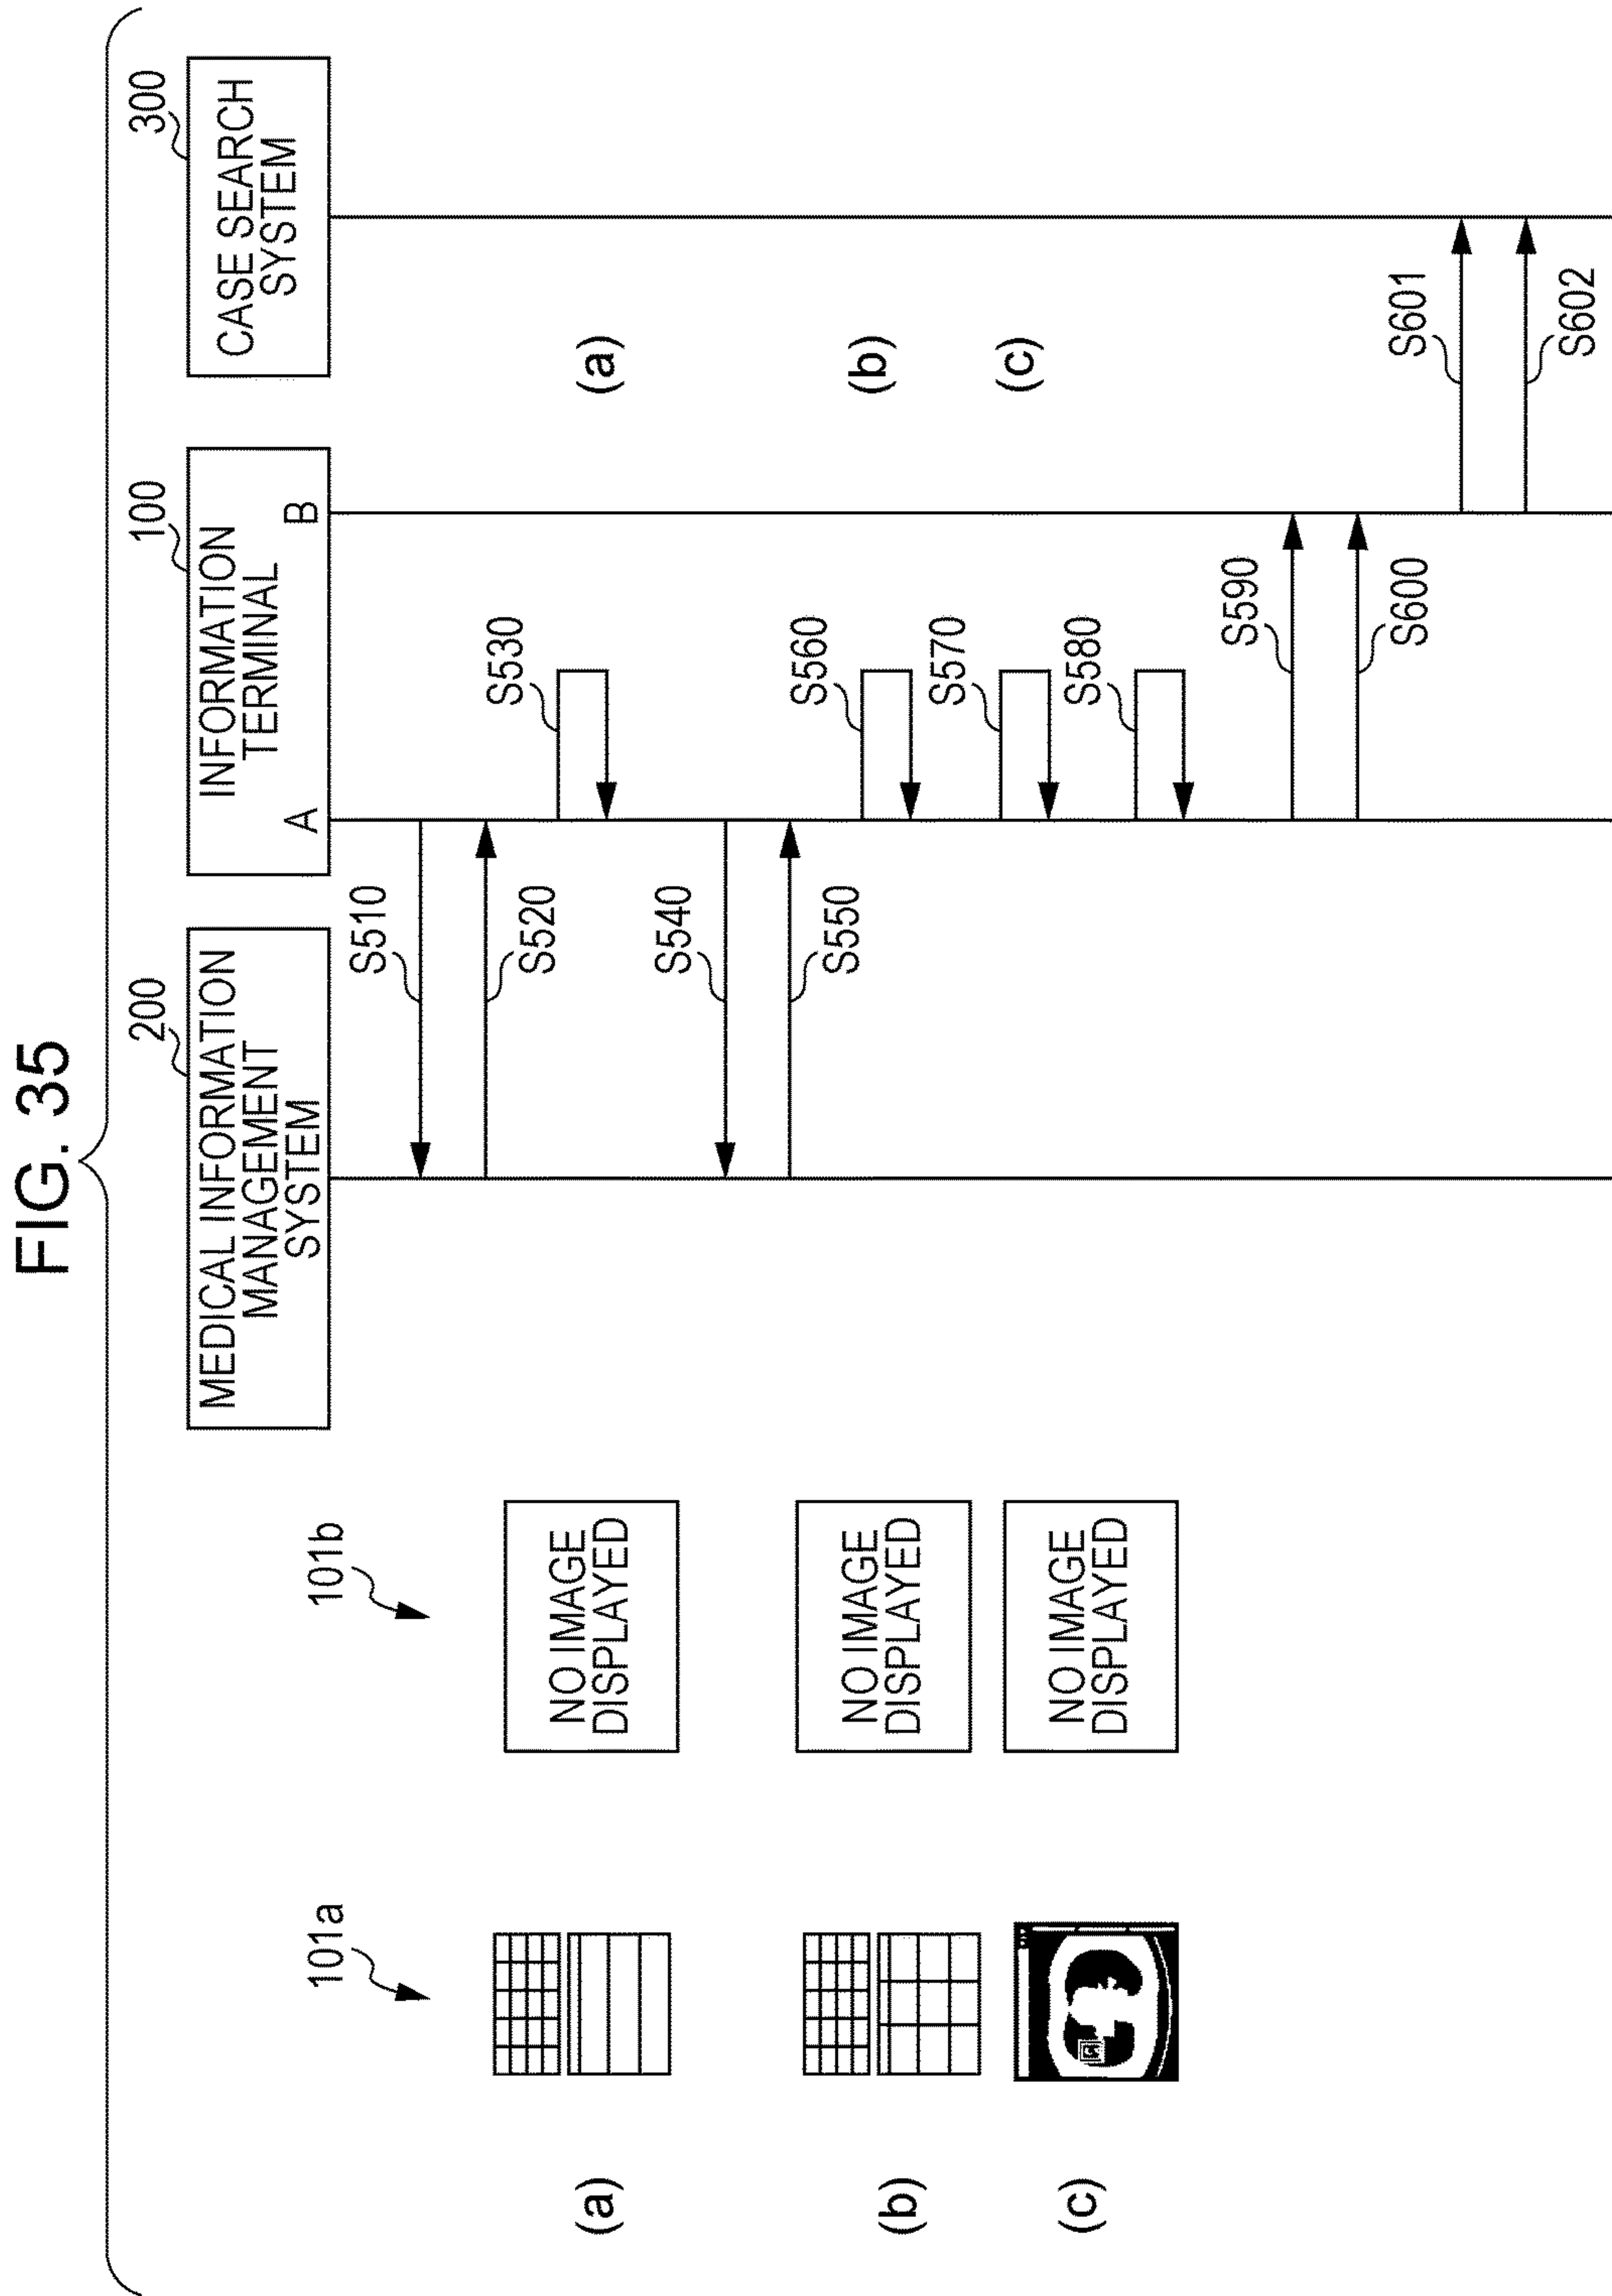 FIG. 35
101a
101b
200
100
300
MEDICAL INFORMATION
MANAGEMENT
SYSTEM
INFORMATION
TERMINAL
A
B
CASE SEARCH
SYSTEM
S510
S520
(a)
NO IMAGE
DISPLAYED
S530
(a)
S540
S550
(b)
NO IMAGE
DISPLAYED
S560
(b)
(c)
NO IMAGE
DISPLAYED
S570
(c)
S580
S590
S600
S601
S602